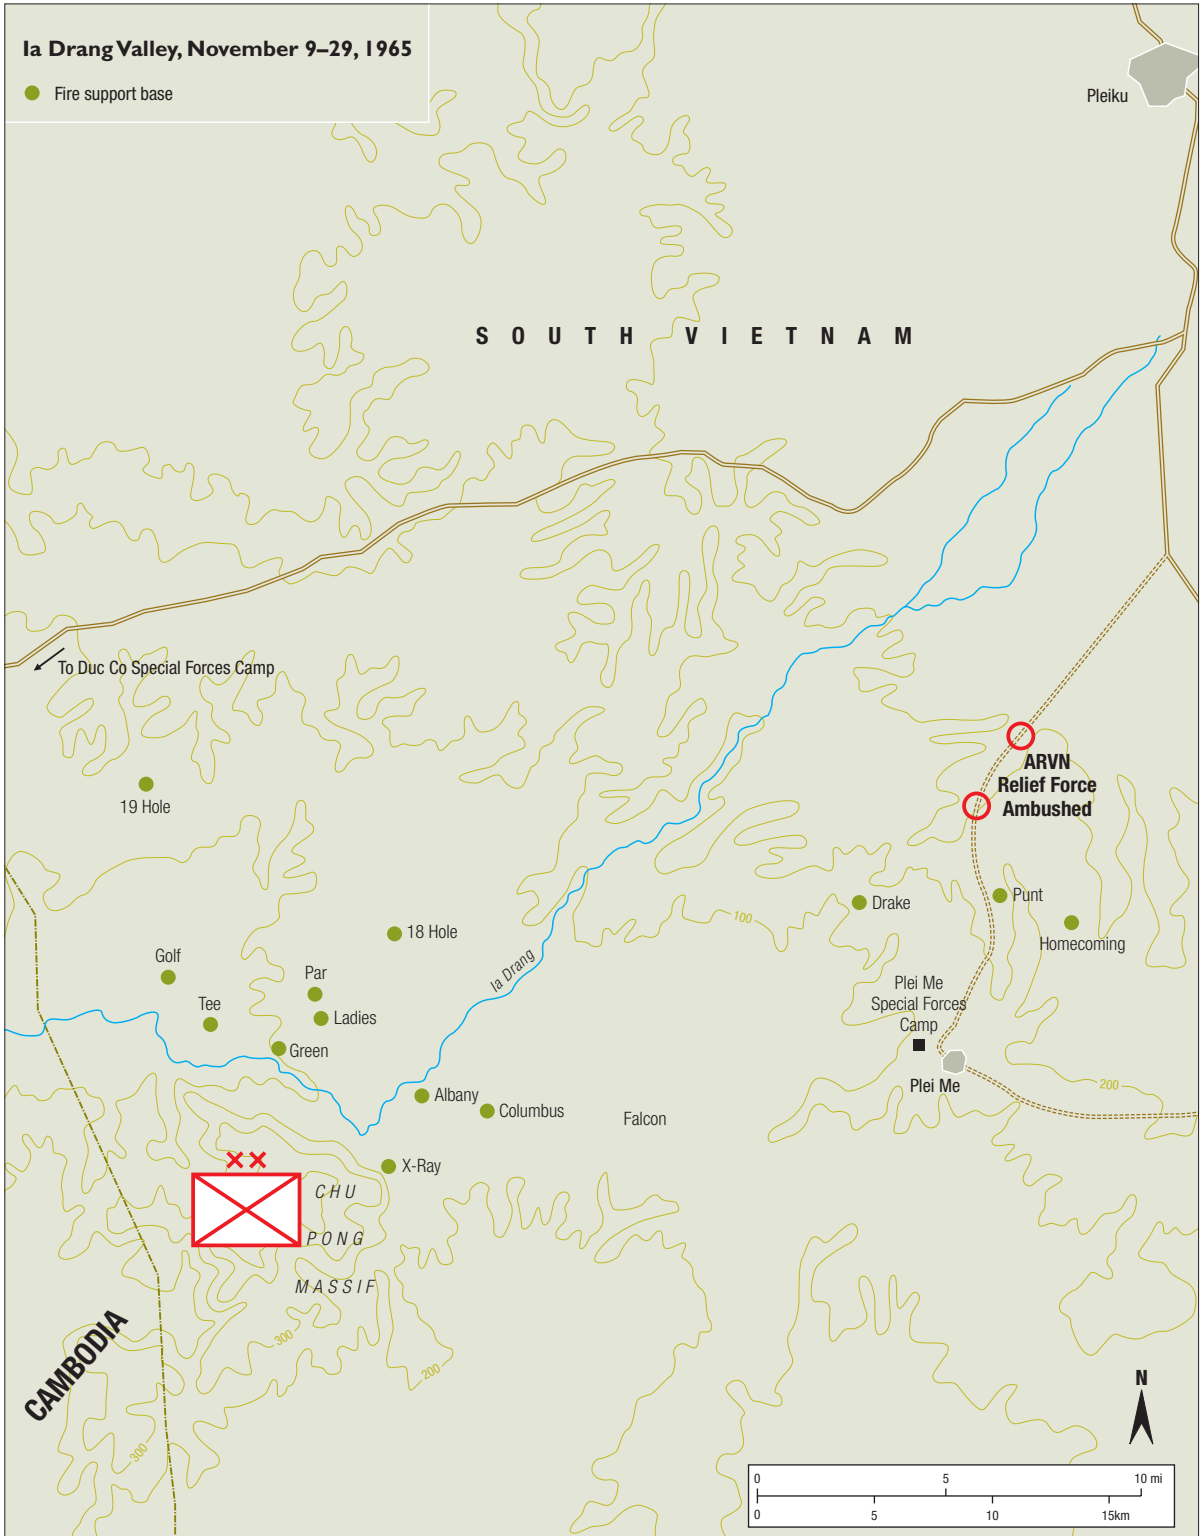 Ia Drang Valley, November 9–29, 1965
Fire support base
Pleiku
SOUTH VIETNAM
To Duc Co Special Forces Camp
ARVN
Relief Force
Ambushed
19 Hole
Drake
Punt
100
18 Hole
Homecoming
Golf
Par
Ia Drang
Plei Me
Special Forces
Camp
Tee
Ladies
Green
Plei Me
200
Albany
Columbus
Falcon
X-Ray
CHU
PONG
MASSIF
300
200
CAMBODIA
300
N
0 5 10 mi
0 5 10 15km